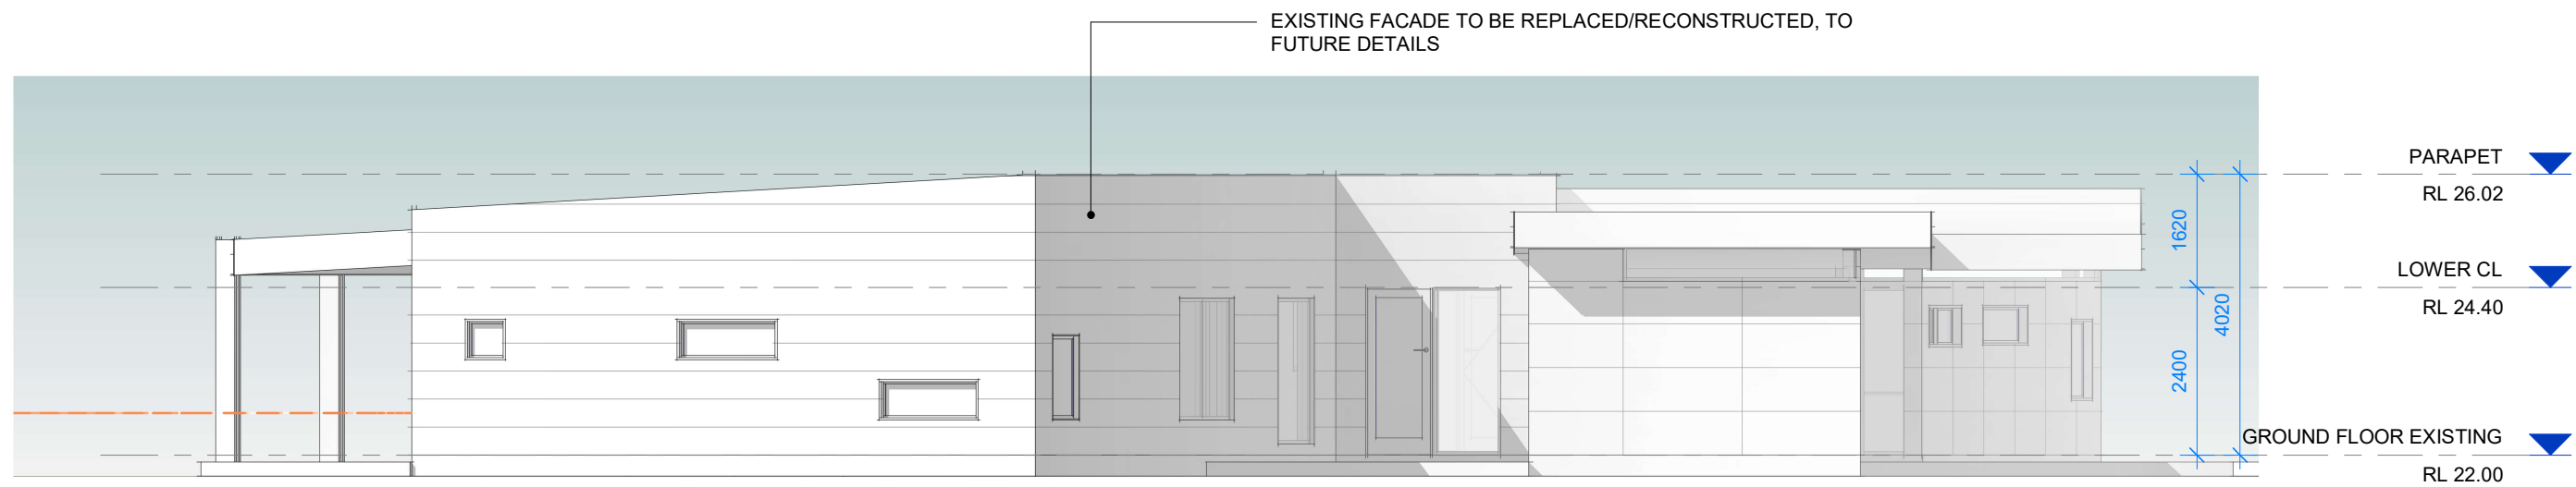 EXISTING FACADE TO BE REPLACED/RECONSTRUCTED, TO
FUTURE DETAILS
PARAPET
RL 26.02
1620
LOWER CL
RL 24.40
4020
2400
GROUND FLOOR EXISTING
RL 22.00